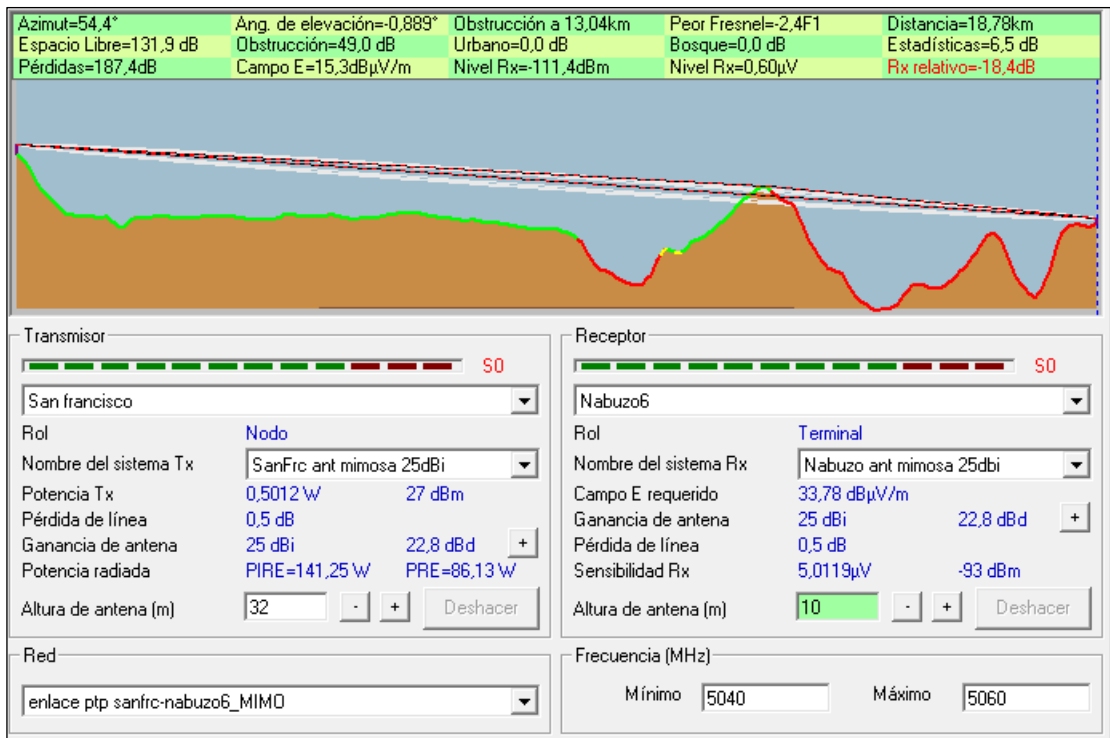 Azimut=54,4° Ang. de elevación=-0,889° Obstrucción a 13,04km Peor Fresnel=-2,4F1 Distancia=18,78km
Espacio Libre=131,9 dB Obstrucción=49,0 dB Urbano=0,0 dB Bosque=0,0 dB Estadísticas=6,5 dB
Pérdidas=187,4dB Campo E=15,3dBµV/m Nivel Rx=-111,4dBm Nivel Rx=0,60µV Rx relativo=-18,4dB
Transmisor
S0
San francisco
Rol Nodo
Nombre del sistema Tx SanFrc ant mimosa 25dBi
Potencia Tx 0,5012 W 27 dBm
Pérdida de línea 0,5 dB
Ganancia de antena 25 dBi 22,8 dBd +
Potencia radiada PIRE=141,25 W PRE=86,13 W
Altura de antena (m) 32 - + Deshacer
Receptor
S0
Nabuzo6
Rol Terminal
Nombre del sistema Rx Nabuzo ant mimosa 25dbi
Campo E requerido 33,78 dBµV/m
Ganancia de antena 25 dBi 22,8 dBd +
Pérdida de línea 0,5 dB
Sensibilidad Rx 5,0119µV -93 dBm
Altura de antena (m) 10 - + Deshacer
Red
enlace ptp sanfrc-nabuzo6_MIMO
Frecuencia (MHz)
Mínimo 5040 Máximo 5060